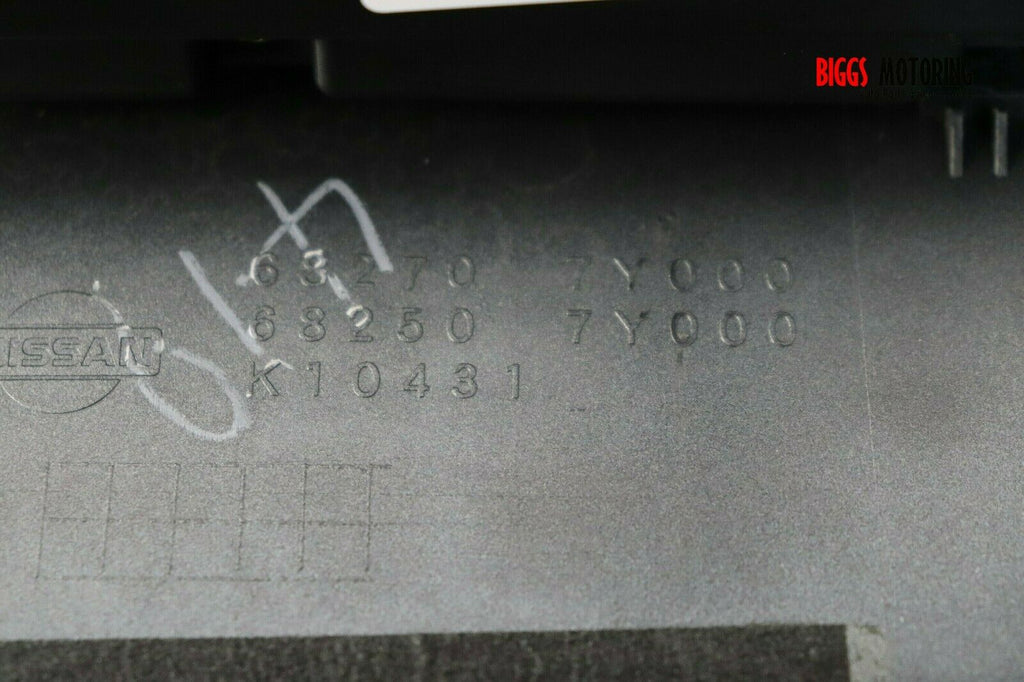 BIGGS MOTORING
68270 7Y000
68250 7Y000
NISSAN
K10431